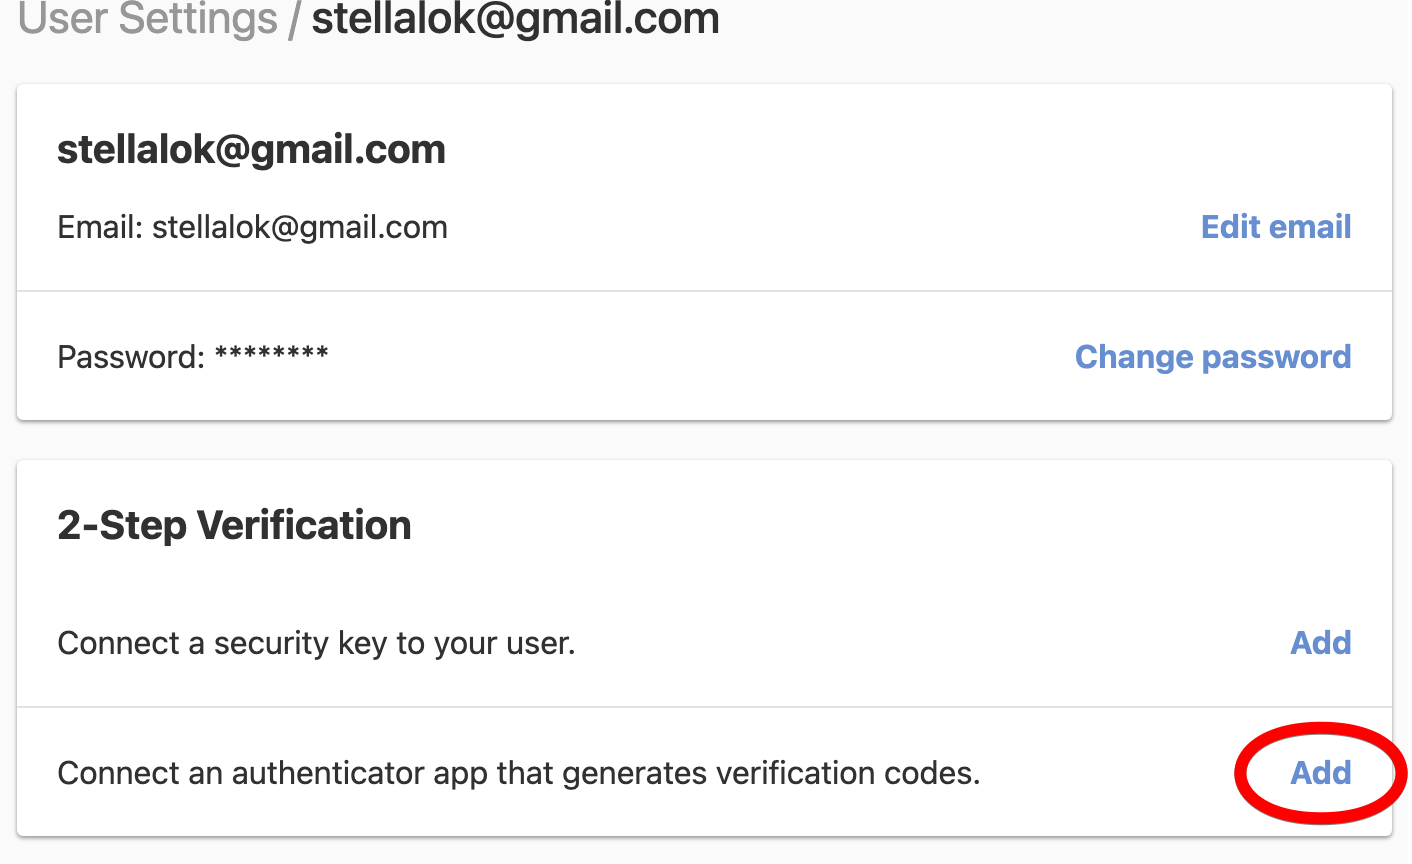 User Settings / stellalok@gmail.com
stellalok@gmail.com
Email: stellalok@gmail.com Edit email
Password: ******** Change password
2-Step Verification
Connect a security key to your user. Add
Connect an authenticator app that generates verification codes. Add